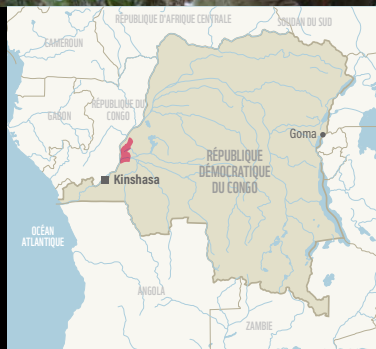 RÉPUBLIQUE D'AFRIQUE CENTRALE
SOUDAN DU SUD
CAMEROUN
RÉPUBLIQUE DU
CONGO
GABON
Goma
RÉPUBLIQUE
DÉMOCRATIQUE
DU CONGO
Kinshasa
OCÉAN
ATLANTIQUE
ANGOLA
ZAMBIE